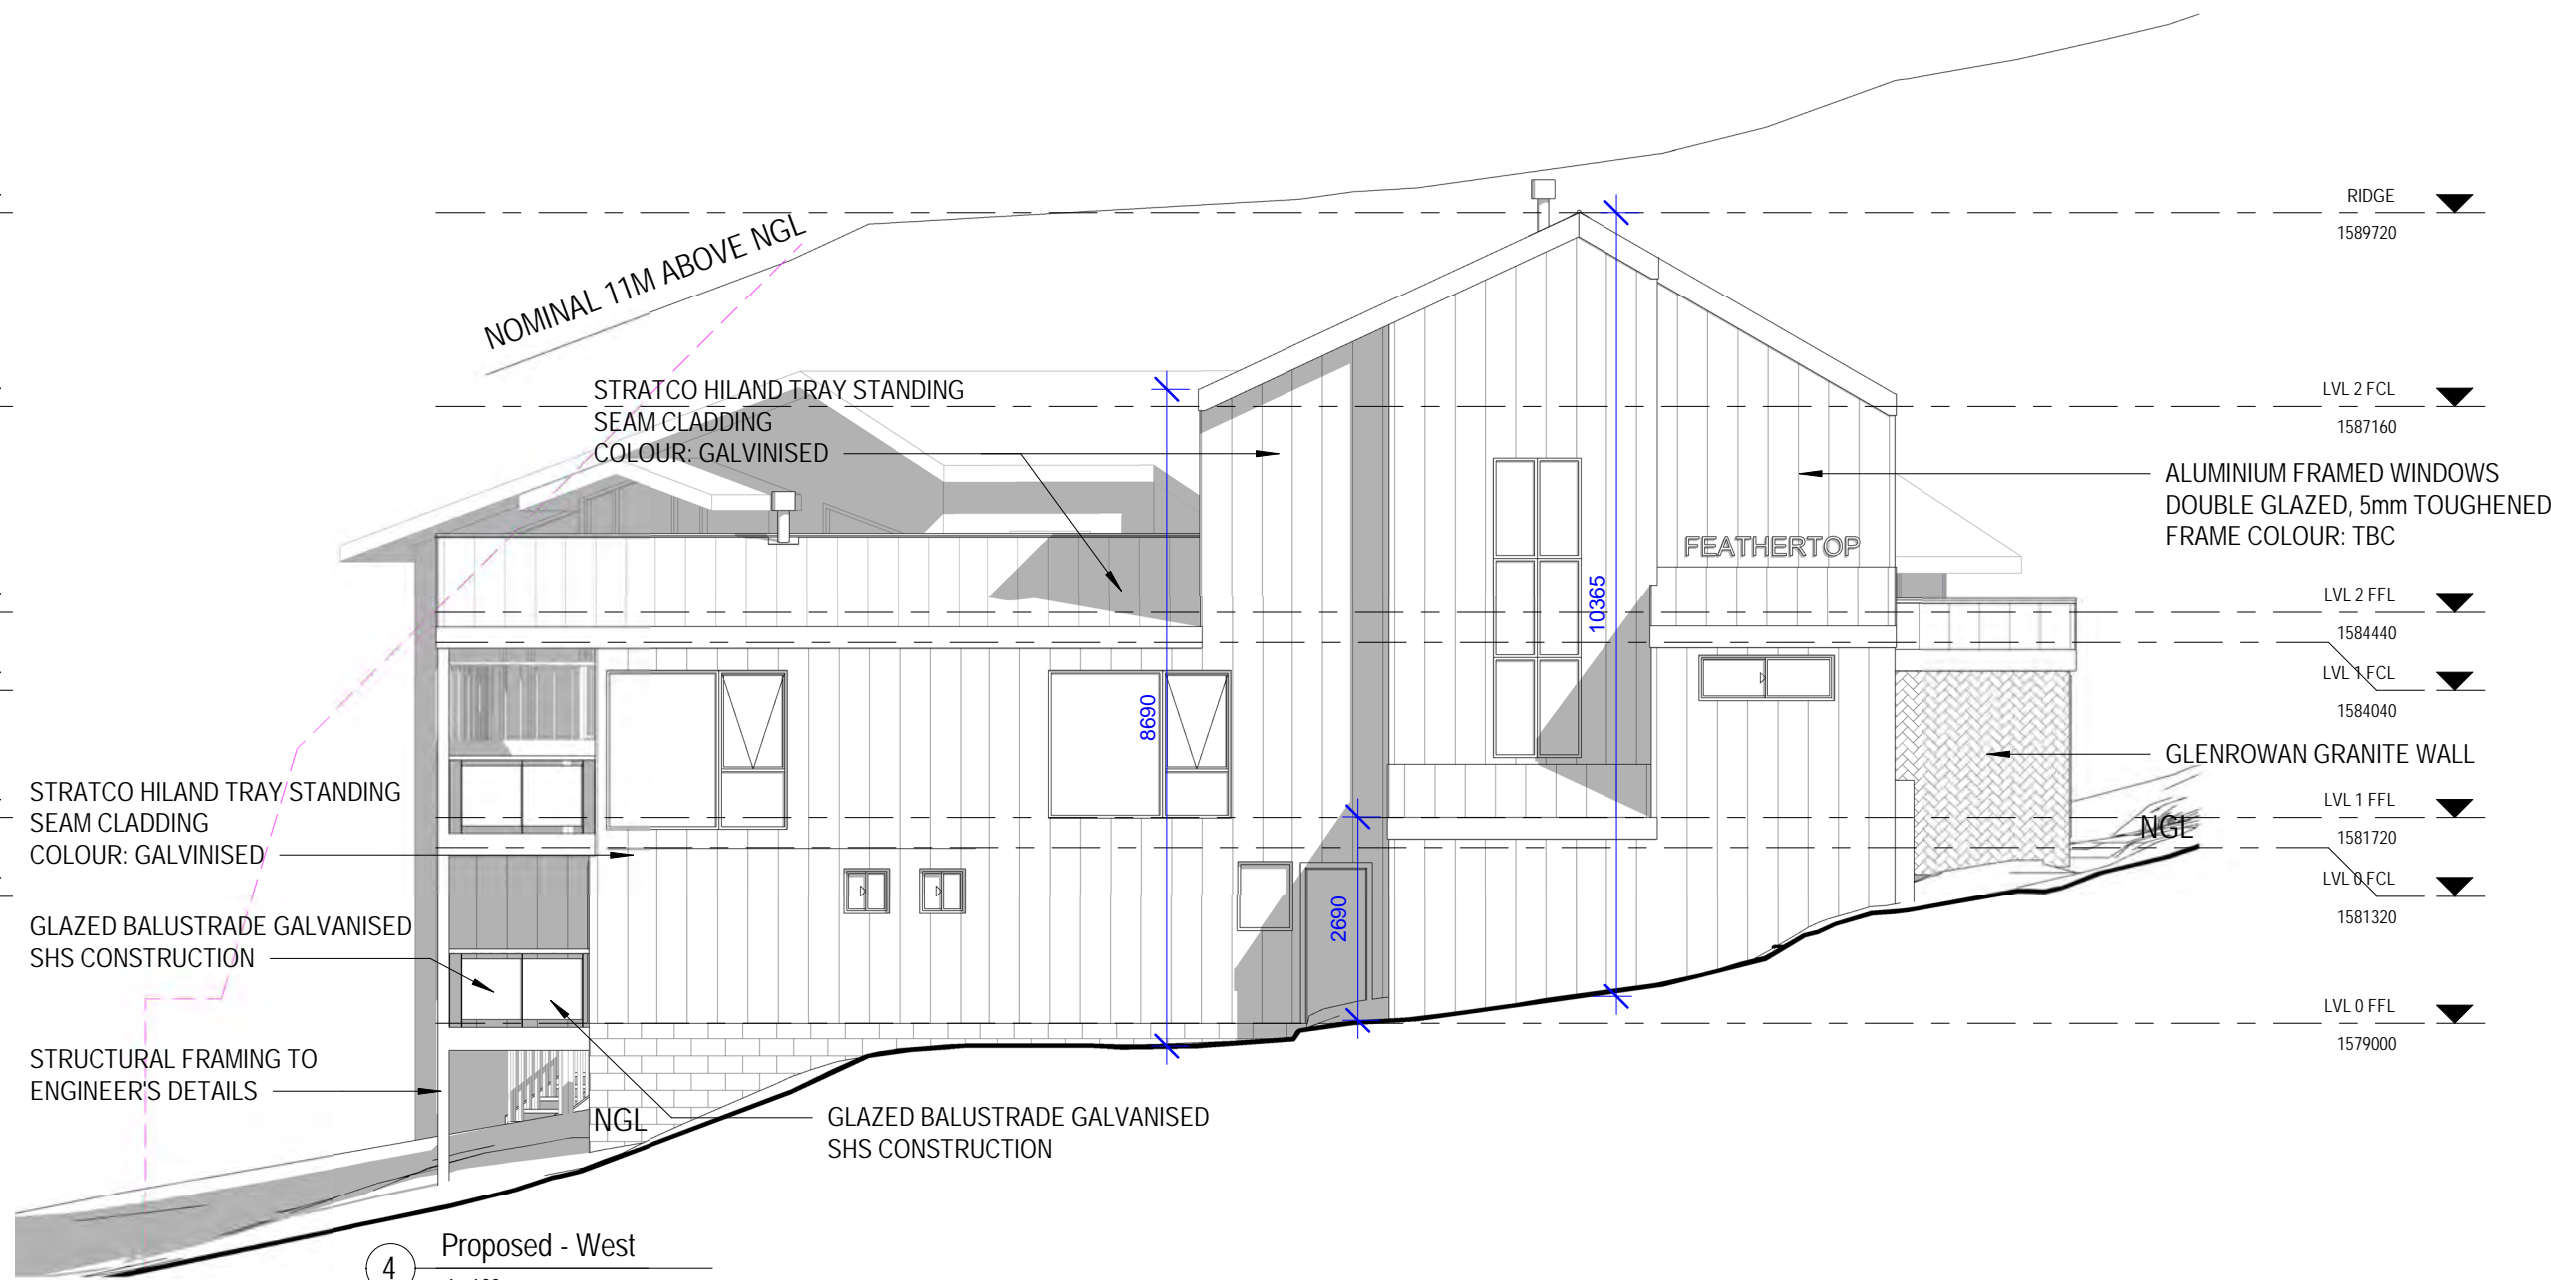 NOMINAL 11M ABOVE NGL
STRATCO HILAND TRAY STANDING
SEAM CLADDING
COLOUR: GALVINISED
RIDGE
1589720
LVL 2 FCL
1587160
ALUMINIUM FRAMED WINDOWS
DOUBLE GLAZED, 5mm TOUGHENED
FRAME COLOUR: TBC
FEATHERTOP
10365
8690
2690
LVL 2 FFL
1584440
LVL 1 FCL
1584040
GLENROWAN GRANITE WALL
LVL 1 FFL
1581720
NGL
LVL 0 FCL
1581320
LVL 0 FFL
1579000
STRATCO HILAND TRAY STANDING
SEAM CLADDING
COLOUR: GALVINISED
GLAZED BALUSTRADE GALVANISED
SHS CONSTRUCTION
STRUCTURAL FRAMING TO
ENGINEER'S DETAILS
NGL
GLAZED BALUSTRADE GALVANISED
SHS CONSTRUCTION
4
Proposed - West